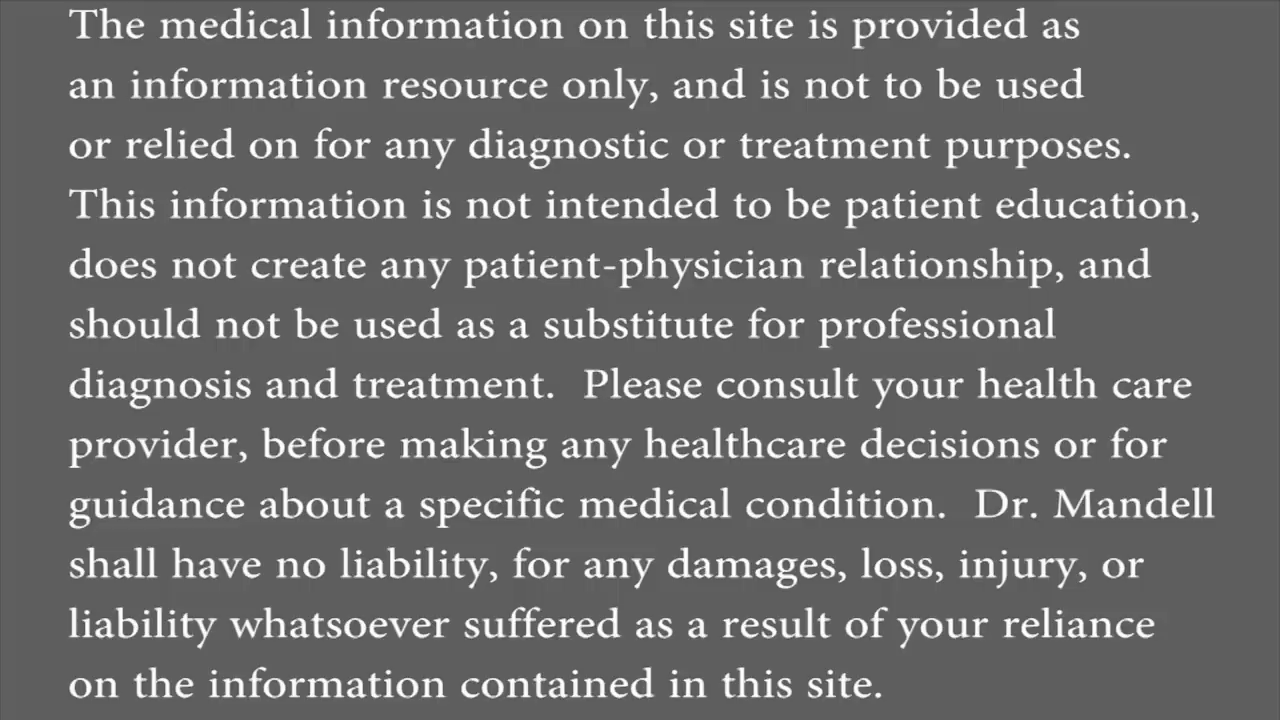 The medical information on this site is provided as
an information resource only, and is not to be used
or relied on for any diagnostic or treatment purposes.
This information is not intended to be patient education,
does not create any patient-physician relationship, and
should not be used as a substitute for professional
diagnosis and treatment.  Please consult your health care
provider, before making any healthcare decisions or for
guidance about a specific medical condition.  Dr. Mandell
shall have no liability, for any damages, loss, injury, or
liability whatsoever suffered as a result of your reliance
on the information contained in this site.